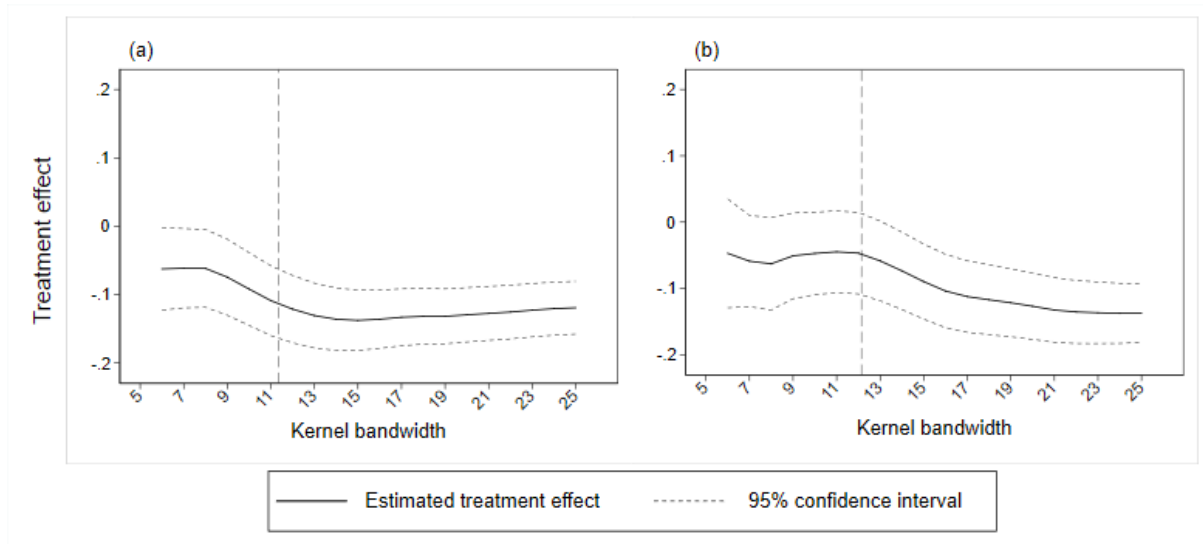 (a)
(b)
Treatment effect
.2
.1
0
-.1
-.2
5 7 9 11 13 15 17 19 21 23 25
Kernel bandwidth
.2
.1
0
-.1
-.2
5 7 9 11 13 15 17 19 21 23 25
Kernel bandwidth
Estimated treatment effect
95% confidence interval